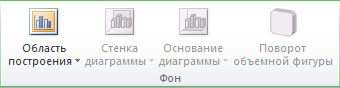 Область построения
Стенка диаграммы
Основание диаграммы
Поворот объемной фигуры
Фон